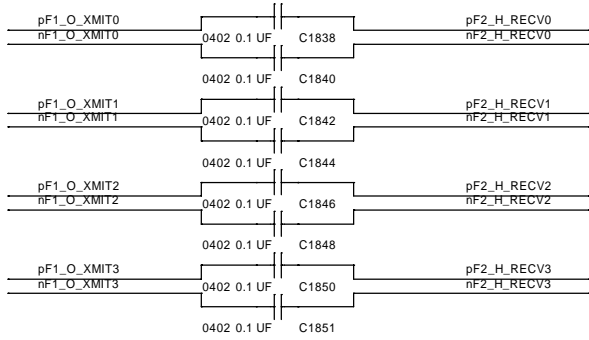 pF1_O_XMIT0 pF2_H_RECV0
nF1_O_XMIT0 0402 0.1 UF C1838 nF2_H_RECV0
0402 0.1 UF C1840
pF1_O_XMIT1 pF2_H_RECV1
nF1_O_XMIT1 0402 0.1 UF C1842 nF2_H_RECV1
0402 0.1 UF C1844
pF1_O_XMIT2 pF2_H_RECV2
nF1_O_XMIT2 0402 0.1 UF C1846 nF2_H_RECV2
0402 0.1 UF C1848
pF1_O_XMIT3 pF2_H_RECV3
nF1_O_XMIT3 0402 0.1 UF C1850 nF2_H_RECV3
0402 0.1 UF C1851